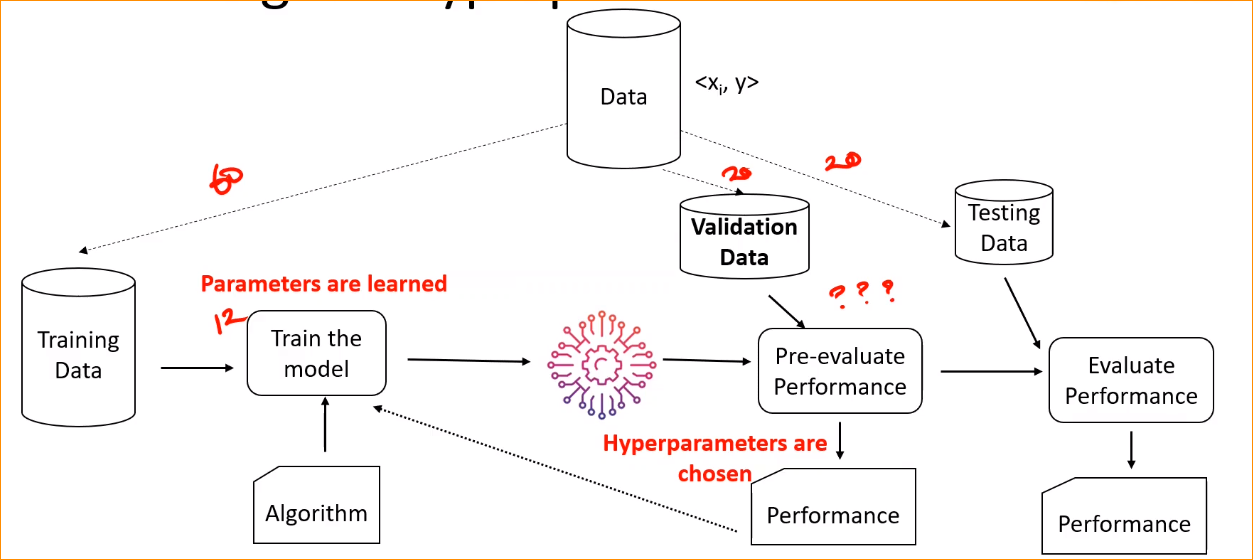 Data
<xi, y>
60
20
20
Validation
Data
Testing
Data
Parameters are learned
12
? ? ?
Training
Data
Train the
model
Pre-evaluate
Performance
Evaluate
Performance
Hyperparameters are
chosen
Algorithm
Performance
Performance